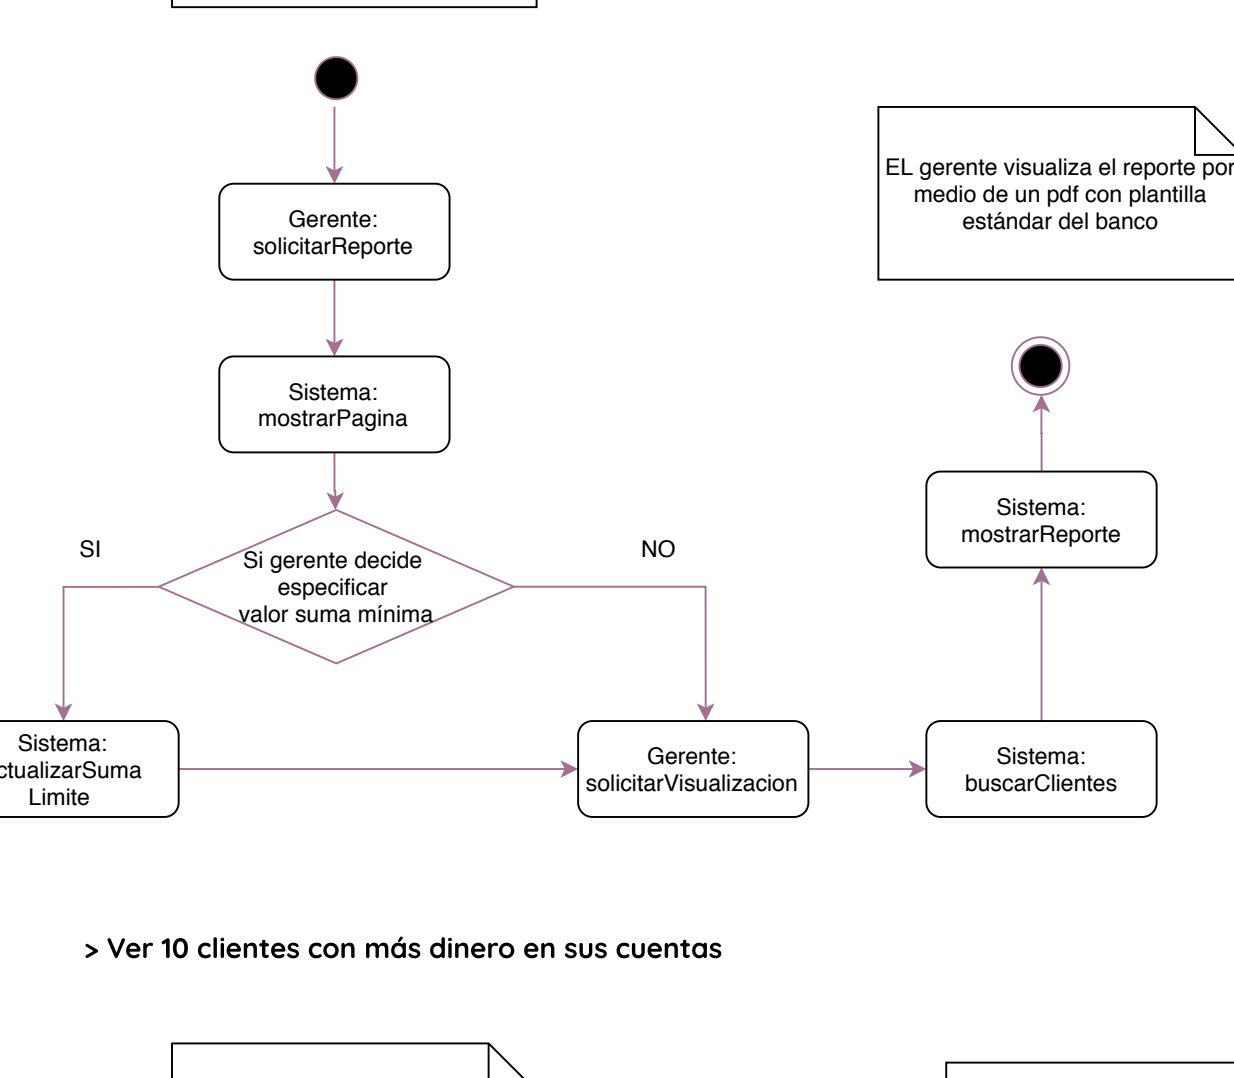 EL gerente visualiza el reporte por
medio de un pdf con plantilla
estándar del banco
Gerente:
solicitarReporte
Sistema:
mostrarPagina
Si gerente decide
especificar
valor suma mínima
SI
NO
Sistema:
mostrarReporte
Sistema:
ctualizarSuma
Limite
Gerente:
solicitarVisualizacion
Sistema:
buscarClientes
> Ver 10 clientes con más dinero en sus cuentas